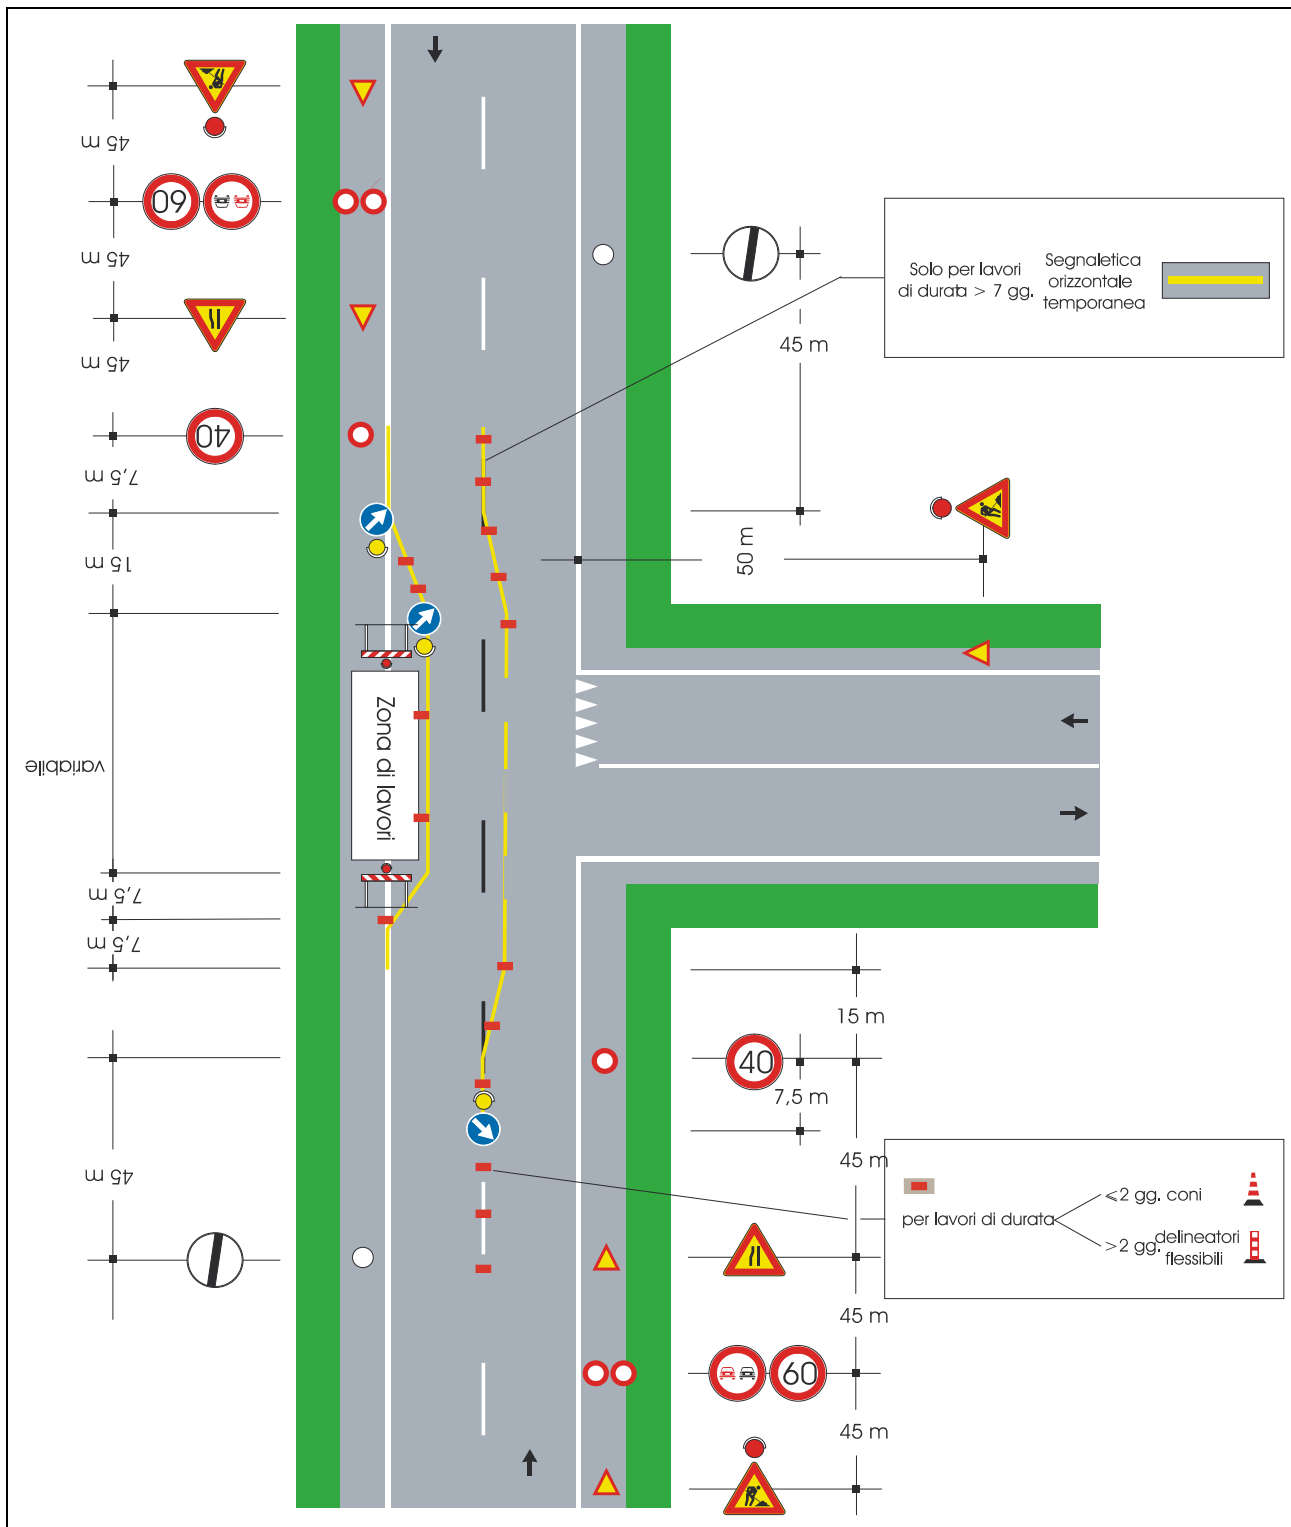 45 m
60
45 m
45 m
40
7,5 m
15 m
variabile
7,5 m
7,5 m
45 m
Zona di lavori
Solo per lavori
di durata > 7 gg.
Segnaletica
orizzontale
temporanea
45 m
50 m
15 m
40
7,5 m
45 m
per lavori di durata
⩽2 gg. coni
>2 gg. delineatori
flessibili
45 m
60
45 m